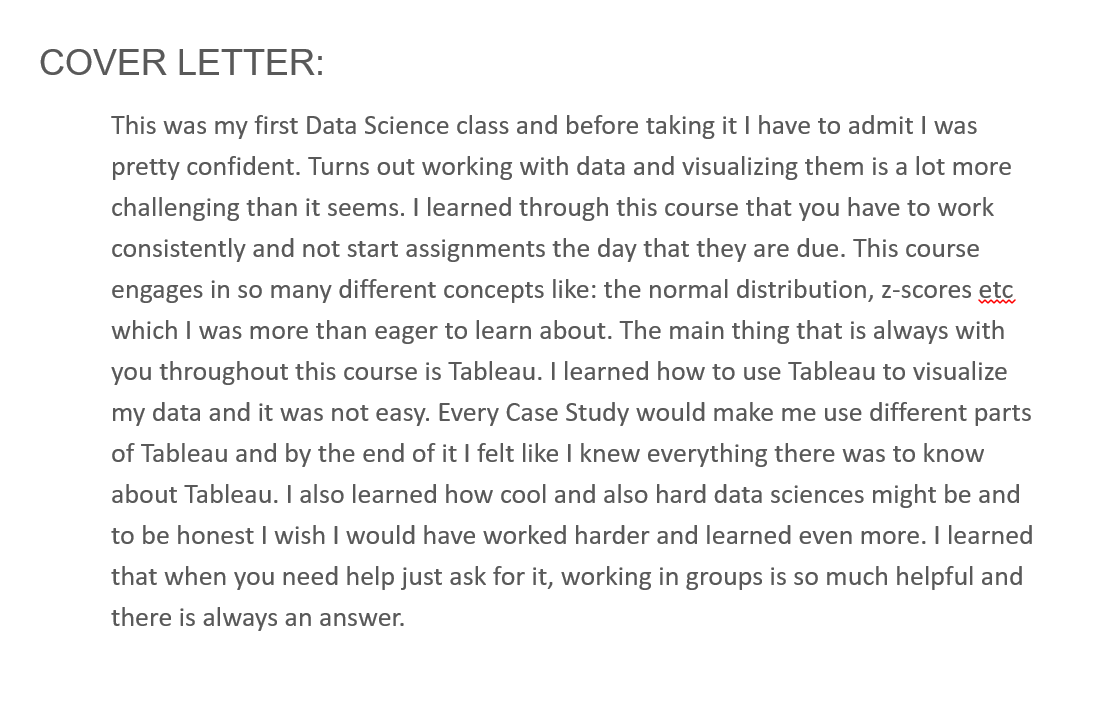 COVER LETTER:
This was my first Data Science class and before taking it I have to admit I was
pretty confident. Turns out working with data and visualizing them is a lot more
challenging than it seems. I learned through this course that you have to work
consistently and not start assignments the day that they are due. This course
engages in so many different concepts like: the normal distribution, z-scores etc
which I was more than eager to learn about. The main thing that is always with
you throughout this course is Tableau. I learned how to use Tableau to visualize
my data and it was not easy. Every Case Study would make me use different parts
of Tableau and by the end of it I felt like I knew everything there was to know
about Tableau. I also learned how cool and also hard data sciences might be and
to be honest I wish I would have worked harder and learned even more. I learned
that when you need help just ask for it, working in groups is so much helpful and
there is always an answer.